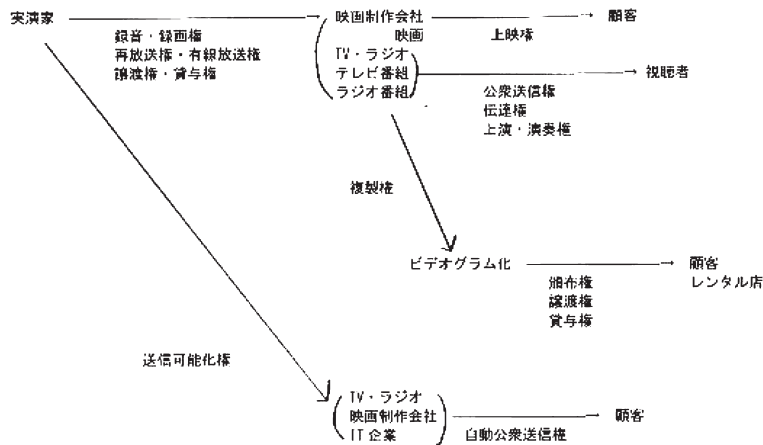 実演家
録音・録画権
再放送権・有線放送権
譲渡権・貸与権
映画制作会社
映画
TV・ラジオ
テレビ番組
ラジオ番組
上映権
顧客
公衆送信権
伝達権
上演・演奏権
視聴者
複製権
ビデオグラム化
頒布権
譲渡権
貸与権
顧客
レンタル店
送信可能化権
TV・ラジオ
映画制作会社
IT企業
自動公衆送信権
顧客